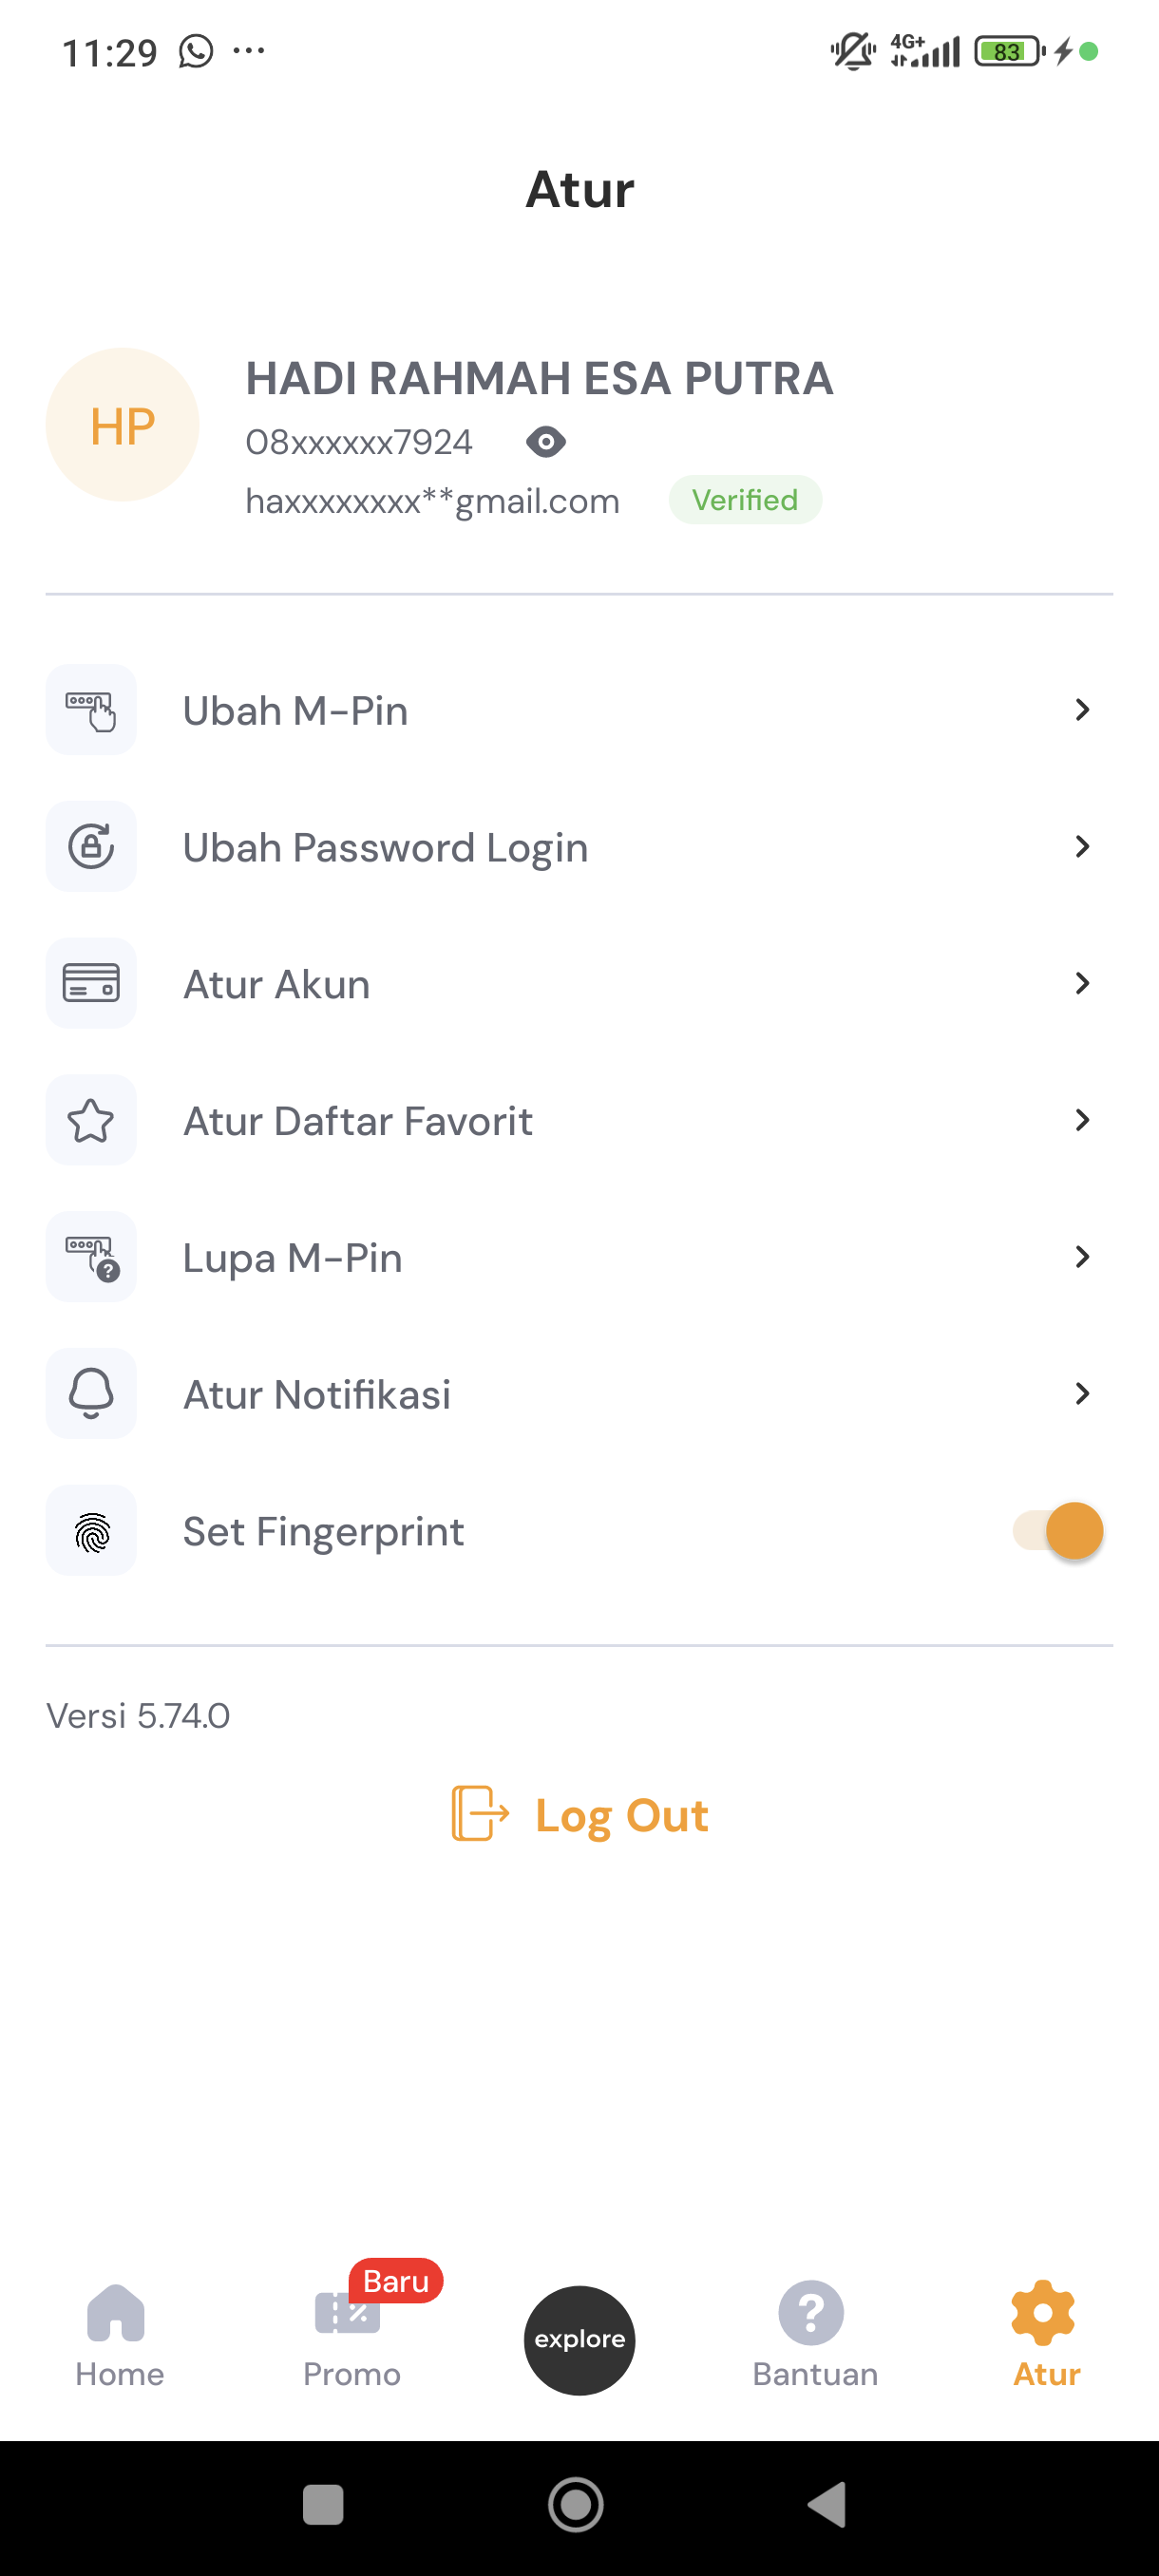 11:29
4G+
83
Atur
HP
HADI RAHMAH ESA PUTRA
08xxxxxx7924
haxxxxxxxxx**gmail.com
Verified
Ubah M-Pin
Ubah Password Login
Atur Akun
Atur Daftar Favorit
Lupa M-Pin
Atur Notifikasi
Set Fingerprint
Versi 5.74.0
Log Out
Baru
Home
Promo
explore
Bantuan
Atur